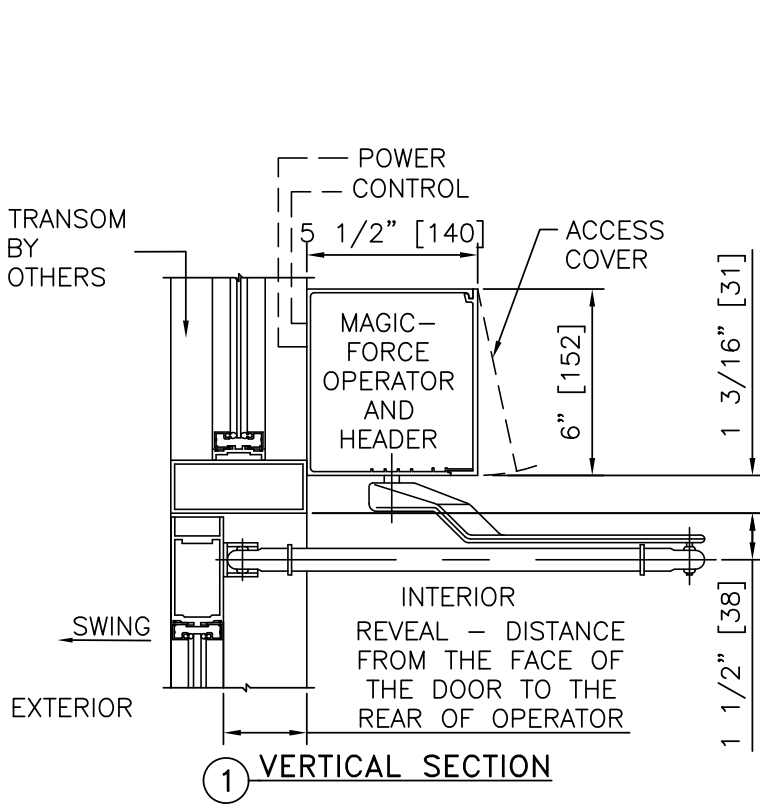 POWER
CONTROL
TRANSOM
BY
OTHERS
5 1/2" [140]
ACCESS
COVER
MAGIC–
FORCE
OPERATOR
AND
HEADER
6" [152]
1 3/16" [31]
INTERIOR
SWING
REVEAL – DISTANCE
FROM THE FACE OF
THE DOOR TO THE
REAR OF OPERATOR
1 1/2" [38]
EXTERIOR
1 VERTICAL SECTION